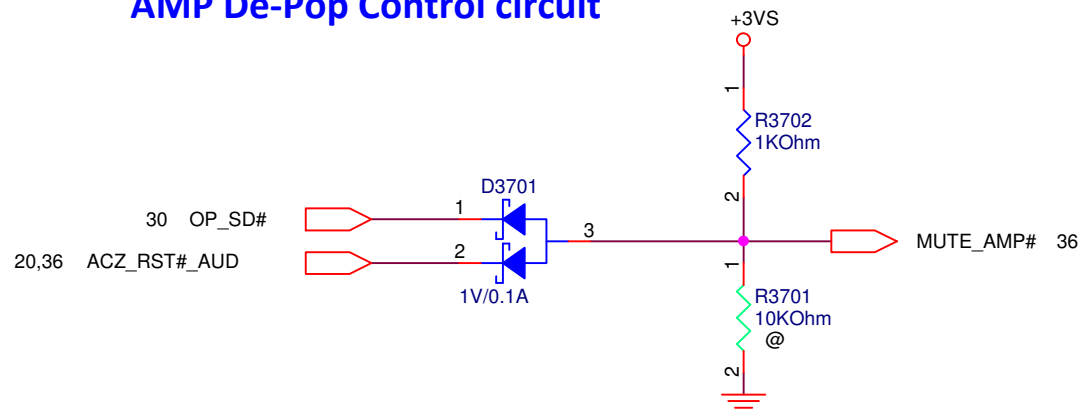 AMP De-Pop Control circuit
+3VS
1
R3702
1KOhm
2
D3701
30 OP_SD# 1
3
MUTE_AMP# 36
20,36 ACZ_RST#_AUD 2
1V/0.1A
1
R3701
10KOhm
@
2